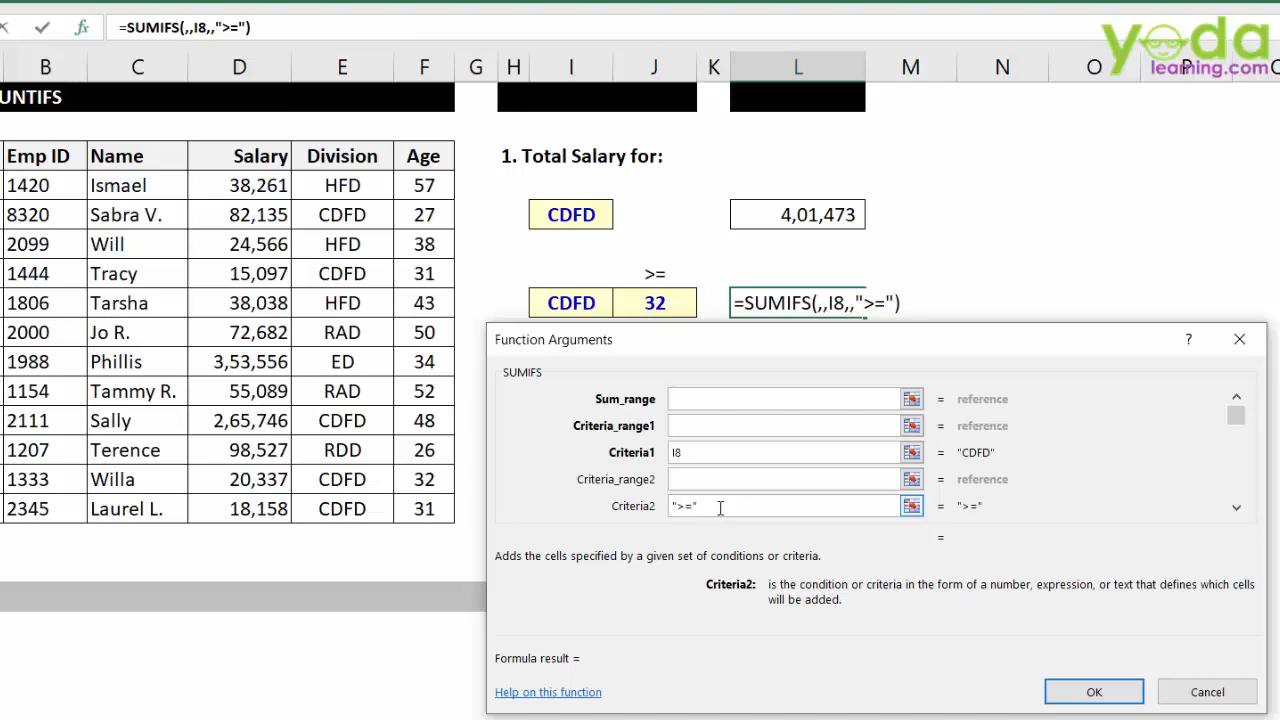 =SUMIFS(,,I8,,">=")
yoda
learning.com
B C D E F G H I J K L M N O P
UNTIFS
Emp ID Name Salary Division Age
1420 Ismael 38,261 HFD 57
8320 Sabra V. 82,135 CDFD 27
2099 Will 24,566 HFD 38
1444 Tracy 15,097 CDFD 31
1806 Tarsha 38,038 HFD 43
2000 Jo R. 72,682 RAD 50
1988 Phillis 3,53,556 ED 34
1154 Tammy R. 55,089 RAD 52
2111 Sally 2,65,746 CDFD 48
1207 Terence 98,527 RDD 26
1333 Willa 20,337 CDFD 32
2345 Laurel L. 18,158 CDFD 31
1. Total Salary for:
CDFD 4,01,473
>=
CDFD 32 =SUMIFS(,,I8,,">=")
Function Arguments ?
SUMIFS
Sum_range = reference
Criteria_range1 = reference
Criteria1 I8 = "CDFD"
Criteria_range2 = reference
Criteria2 ">=" = ">="
=
Adds the cells specified by a given set of conditions or criteria.
Criteria2: is the condition or criteria in the form of a number, expression, or text that defines which cells
will be added.
Formula result =
Help on this function
OK Cancel